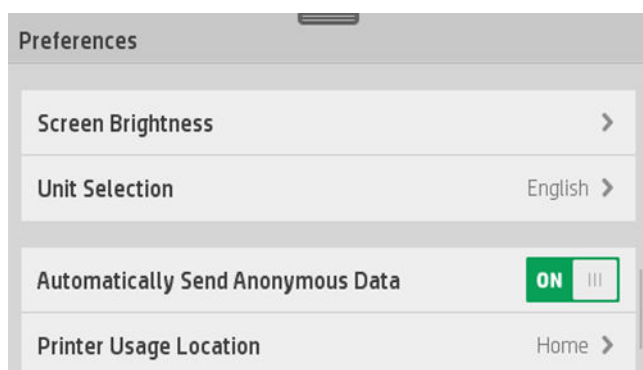 Preferences
Screen Brightness
Unit Selection English
Automatically Send Anonymous Data ON
Printer Usage Location Home